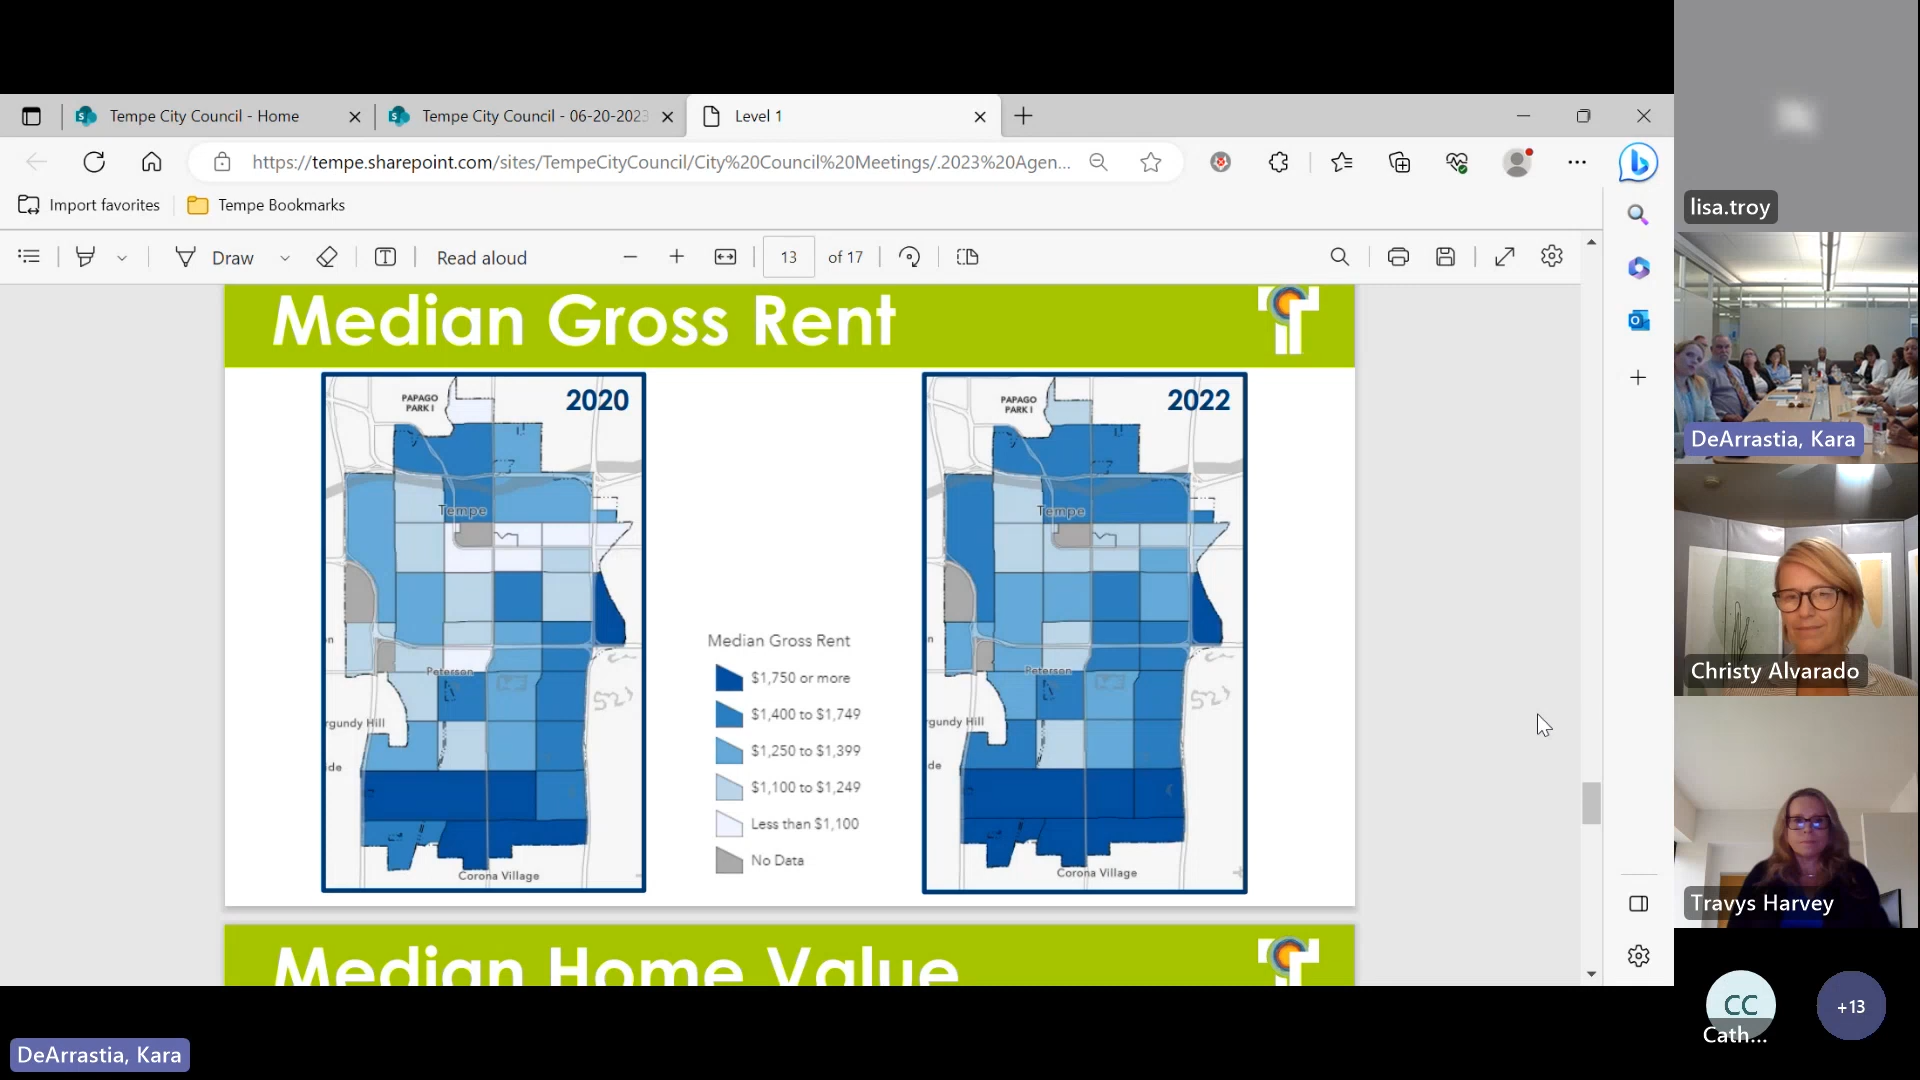 Tempe City Council - Home
Tempe City Council - 06-20-2023
Level 1
https://tempe.sharepoint.com/sites/TempeCityCouncil/City%20Council%20Meetings/.2023%20Agen...
Import favorites
Tempe Bookmarks
Draw
Read aloud
13
of 17
Median Gross Rent
2020
PAPAGO
PARK I
Tempe
Peterson
rgundy Hill
de
Corona Village
Median Gross Rent
$1,750 or more
$1,400 to $1,749
$1,250 to $1,399
$1,100 to $1,249
Less than $1,100
No Data
2022
PAPAGO
PARK I
Tempe
Peterson
rgundy Hill
de
Corona Village
Median Home Value
lisa.troy
DeArrastia, Kara
Christy Alvarado
Travys Harvey
CC
Cath...
+13
DeArrastia, Kara